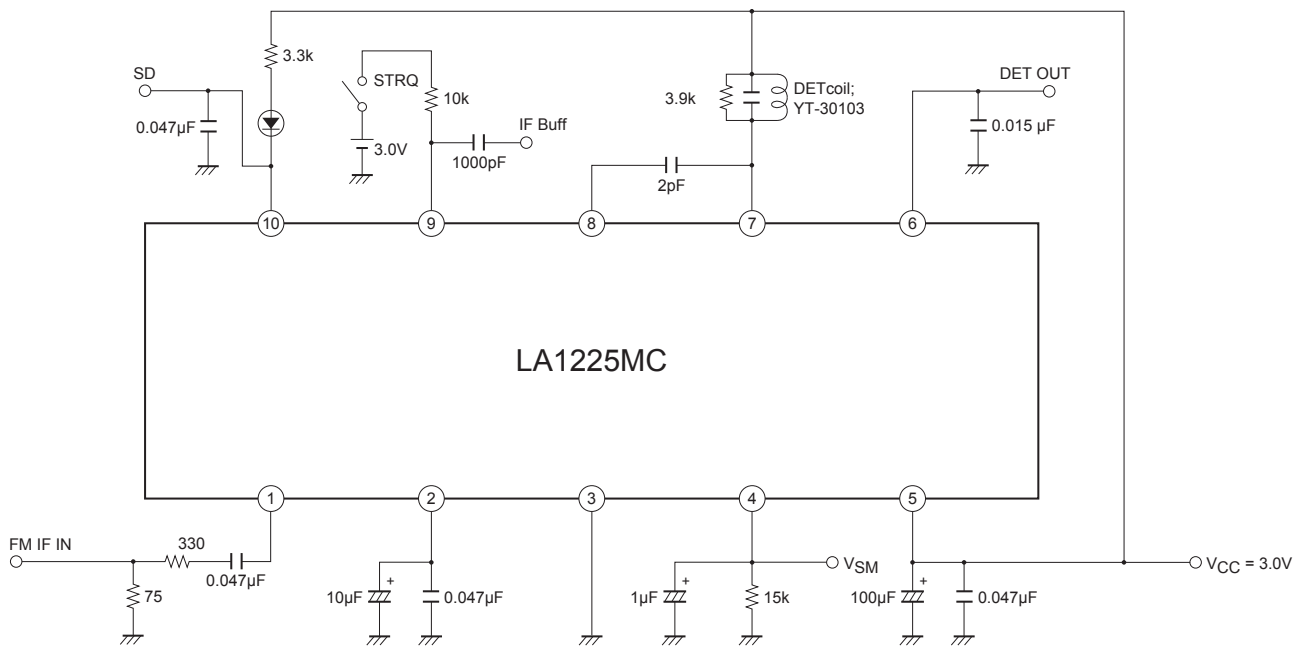 3.3k
SD
STRQ
10k
3.9k
DETcoil;
YT-30103
DET OUT
0.047µF
3.0V
1000pF
IF Buff
2pF
0.015 µF
10
9
8
7
6
LA1225MC
1
2
3
4
5
FM IF IN
330
0.047µF
75
10µF
+
0.047µF
1µF
+
15k
VSM
100µF
+
0.047µF
VCC = 3.0V